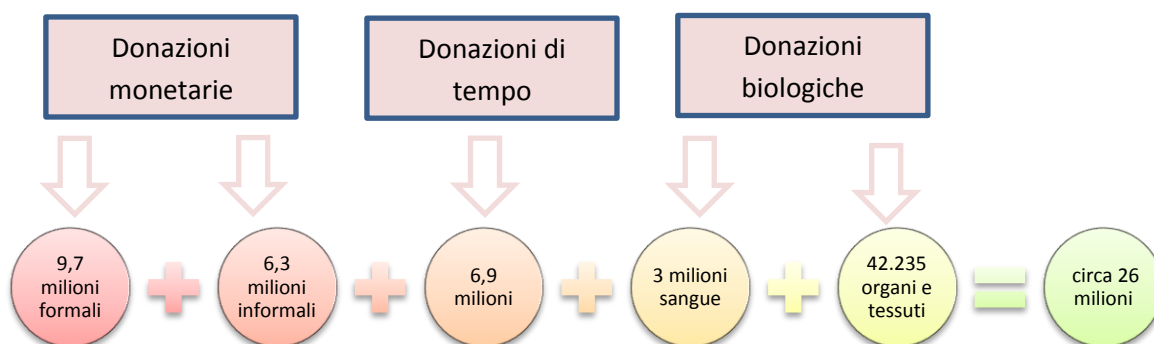 Donazioni
monetarie
Donazioni di
tempo
Donazioni
biologiche
9,7
milioni
formali
6,3
milioni
informali
6,9
milioni
3 milioni
sangue
42.235
organi e
tessuti
circa 26
milioni